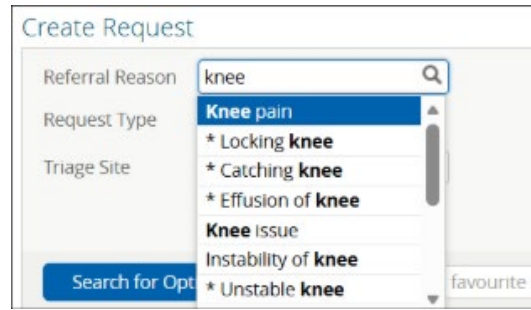 Create Request
Referral Reason knee
Request Type
Triage Site
Knee pain
* Locking knee
* Catching knee
* Effusion of knee
Knee issue
Instability of knee
* Unstable knee
Search for Opt
favourite